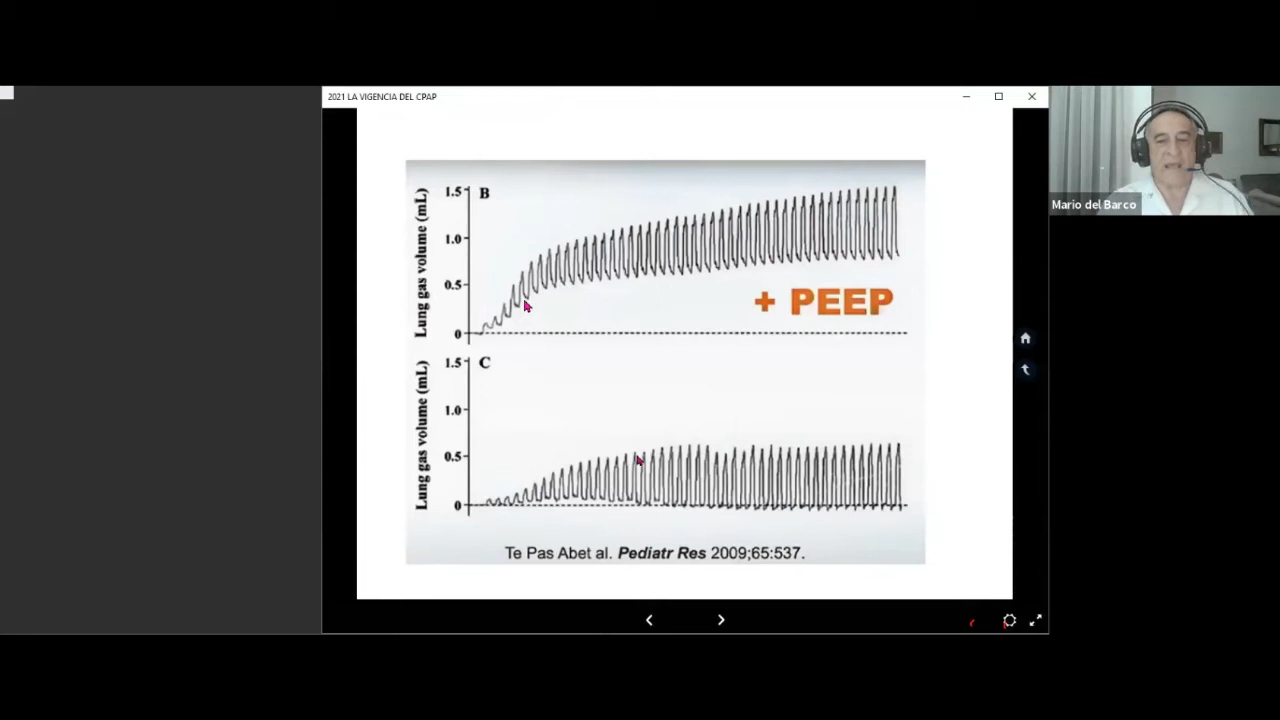 2021 LA VIGENCIA DEL CPAP
Mario del Barco
Lung gas volume (mL)
1.5
1.0
0.5
0
B
+ PEEP
Lung gas volume (mL)
1.5
1.0
0.5
0
C
Te Pas Abet al. Pediatr Res 2009;65:537.